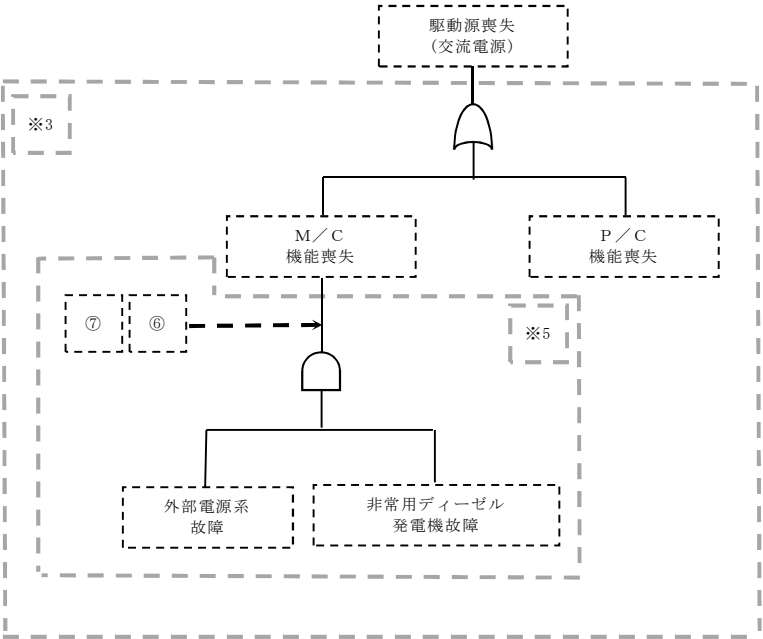 駆動源喪失
(交流電源)
※3
M／C
機能喪失
P／C
機能喪失
⑦
⑥
※5
外部電源系
故障
非常用ディーゼル
発電機故障